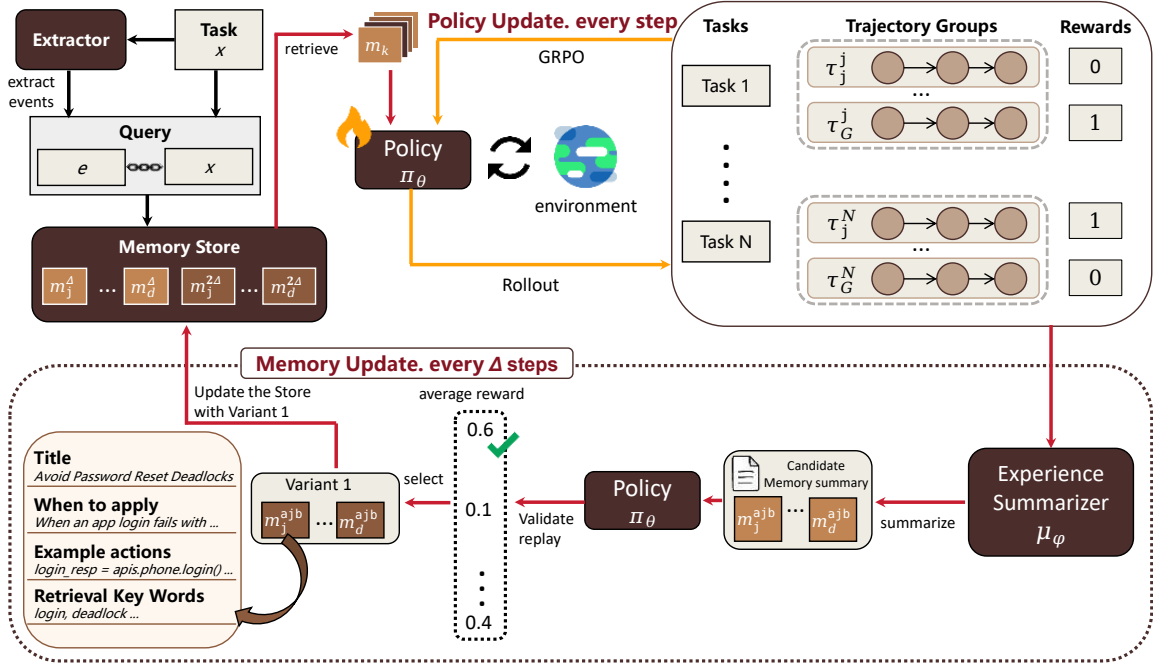 Extractor
Task
x
extract
events
Query
e
x
Memory Store
m_j^Δ ... m_d^Δ m_j^2Δ ... m_d^2Δ
retrieve
m_k
Policy Update. every step
GRPO
Policy
π_θ
environment
Rollout
Tasks
Trajectory Groups
Rewards
Task 1
τ_j^j
0
...
τ_G^j
1
Task N
τ_j^N
1
...
τ_G^N
0
Memory Update. every Δ steps
Update the Store
with Variant 1
average reward
0.6
0.1
0.4
Title
Avoid Password Reset Deadlocks
When to apply
When an app login fails with ...
Example actions
login_resp = apis.phone.login() ...
Retrieval Key Words
login, deadlock ...
Variant 1
m_j^ajb ... m_d^ajb
select
Validate
replay
Policy
π_θ
Candidate
Memory summary
m_j^ajb ... m_d^ajb
summarize
Experience
Summarizer
μ_φ